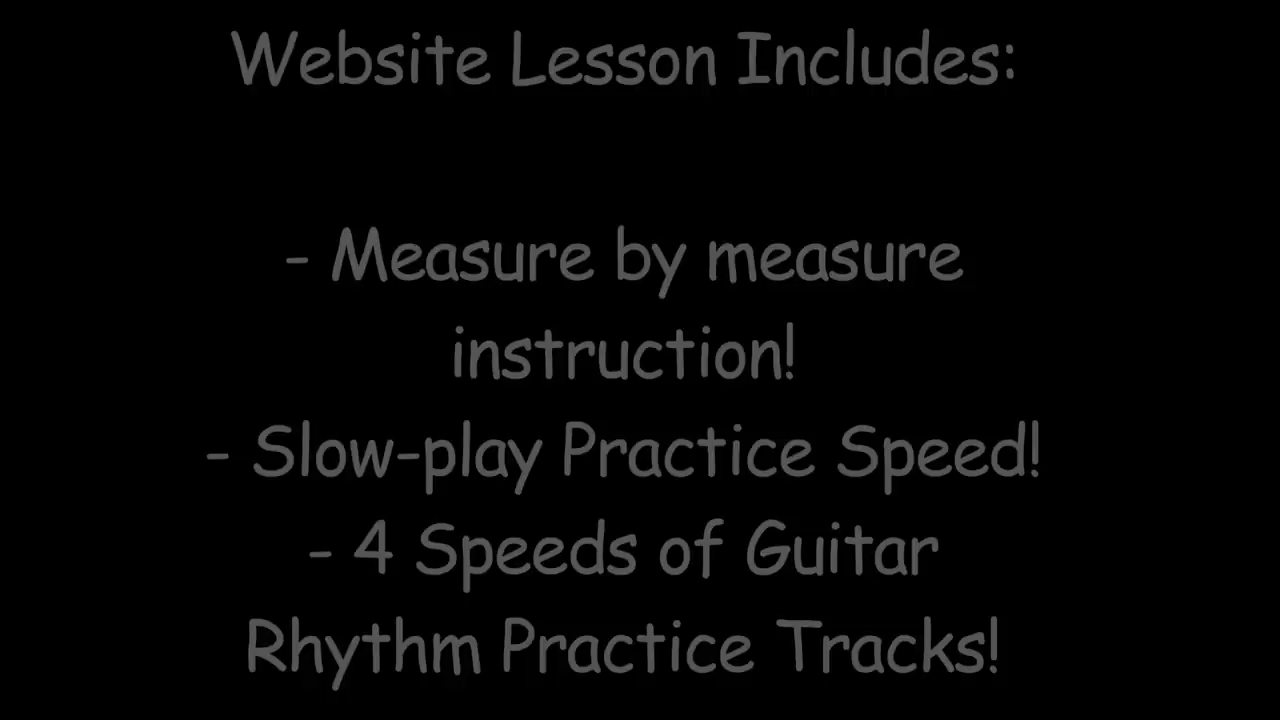 Website Lesson Includes:
- Measure by measure
instruction!
- Slow-play Practice Speed!
- 4 Speeds of Guitar
Rhythm Practice Tracks!